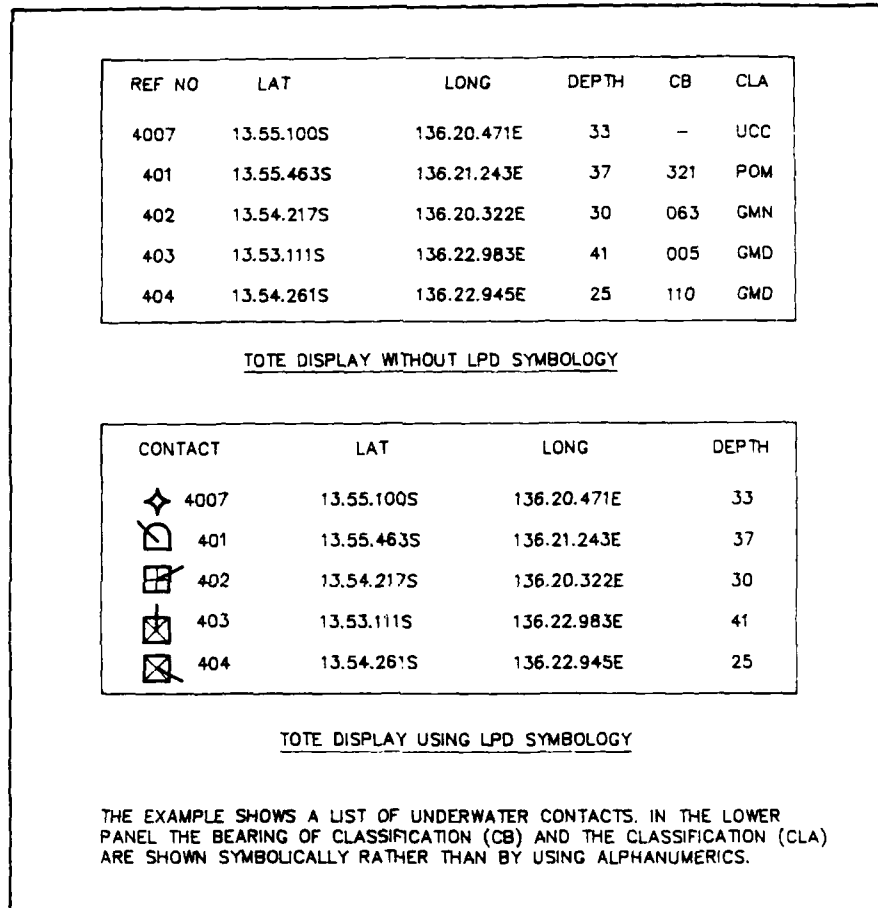 REF NO LAT LONG DEPTH CB CLA
4007 13.55.100S 136.20.471E 33 – UCC
401 13.55.463S 136.21.243E 37 321 POM
402 13.54.217S 136.20.322E 30 063 GMN
403 13.53.111S 136.22.983E 41 005 GMD
404 13.54.261S 136.22.945E 25 110 GMD
TOTE DISPLAY WITHOUT LPD SYMBOLOGY
CONTACT LAT LONG DEPTH
4007 13.55.100S 136.20.471E 33
401 13.55.463S 136.21.243E 37
402 13.54.217S 136.20.322E 30
403 13.53.111S 136.22.983E 41
404 13.54.261S 136.22.945E 25
TOTE DISPLAY USING LPD SYMBOLOGY
THE EXAMPLE SHOWS A LIST OF UNDERWATER CONTACTS. IN THE LOWER
PANEL THE BEARING OF CLASSIFICATION (CB) AND THE CLASSIFICATION (CLA)
ARE SHOWN SYMBOLICALLY RATHER THAN BY USING ALPHANUMERICS.